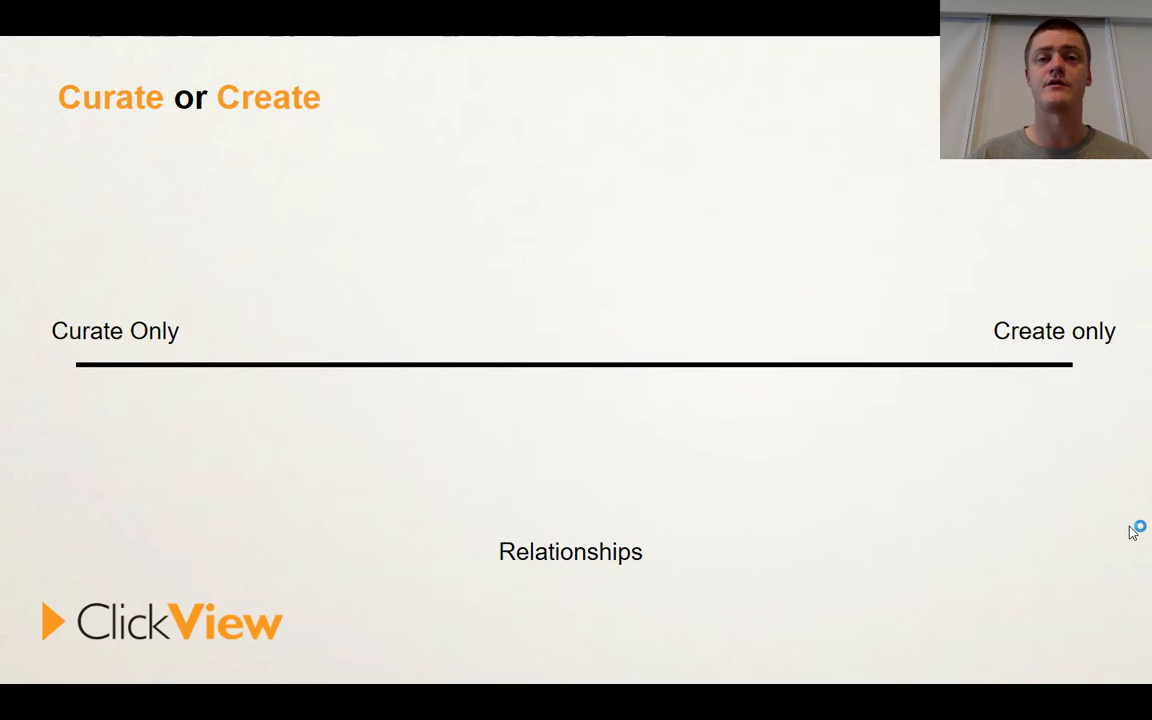 Curate or Create
Curate Only
Create only
Relationships
ClickView